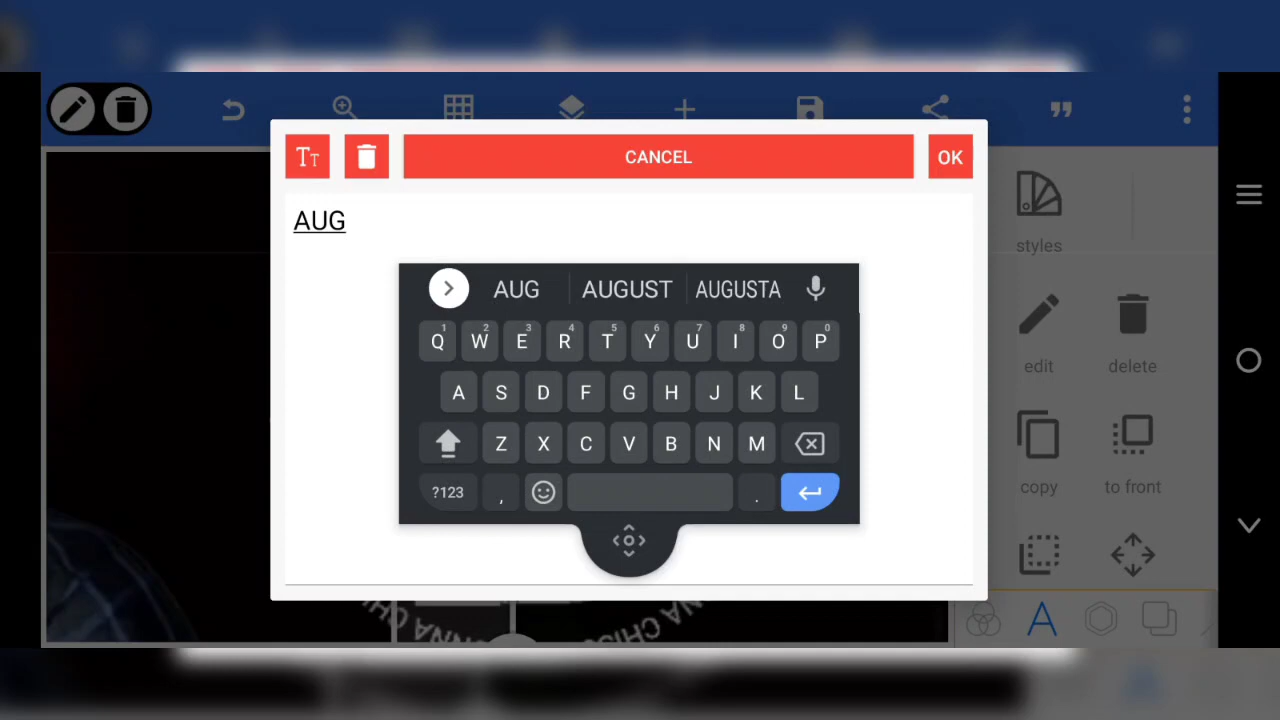 Tт CANCEL OK
AUG
styles
AUG AUGUST AUGUSTA
1 2 3 4 5 6 7 8 9 0
Q W E R T Y U I O P
edit delete
A S D F G H J K L
Z X C V B N M
copy to front
?123 , .
A